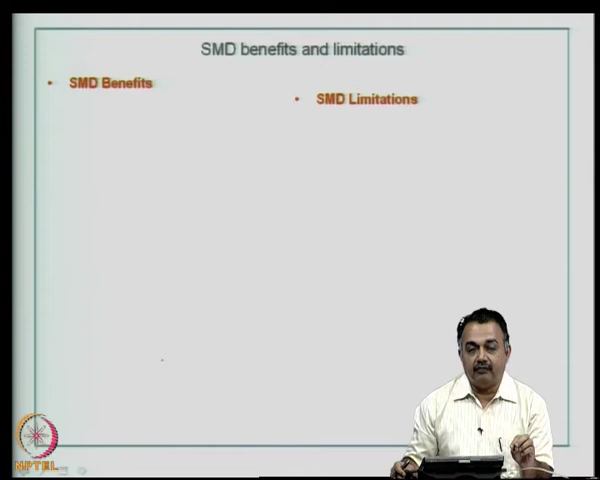 SMD benefits and limitations
• SMD Benefits
• SMD Limitations
NPTEL